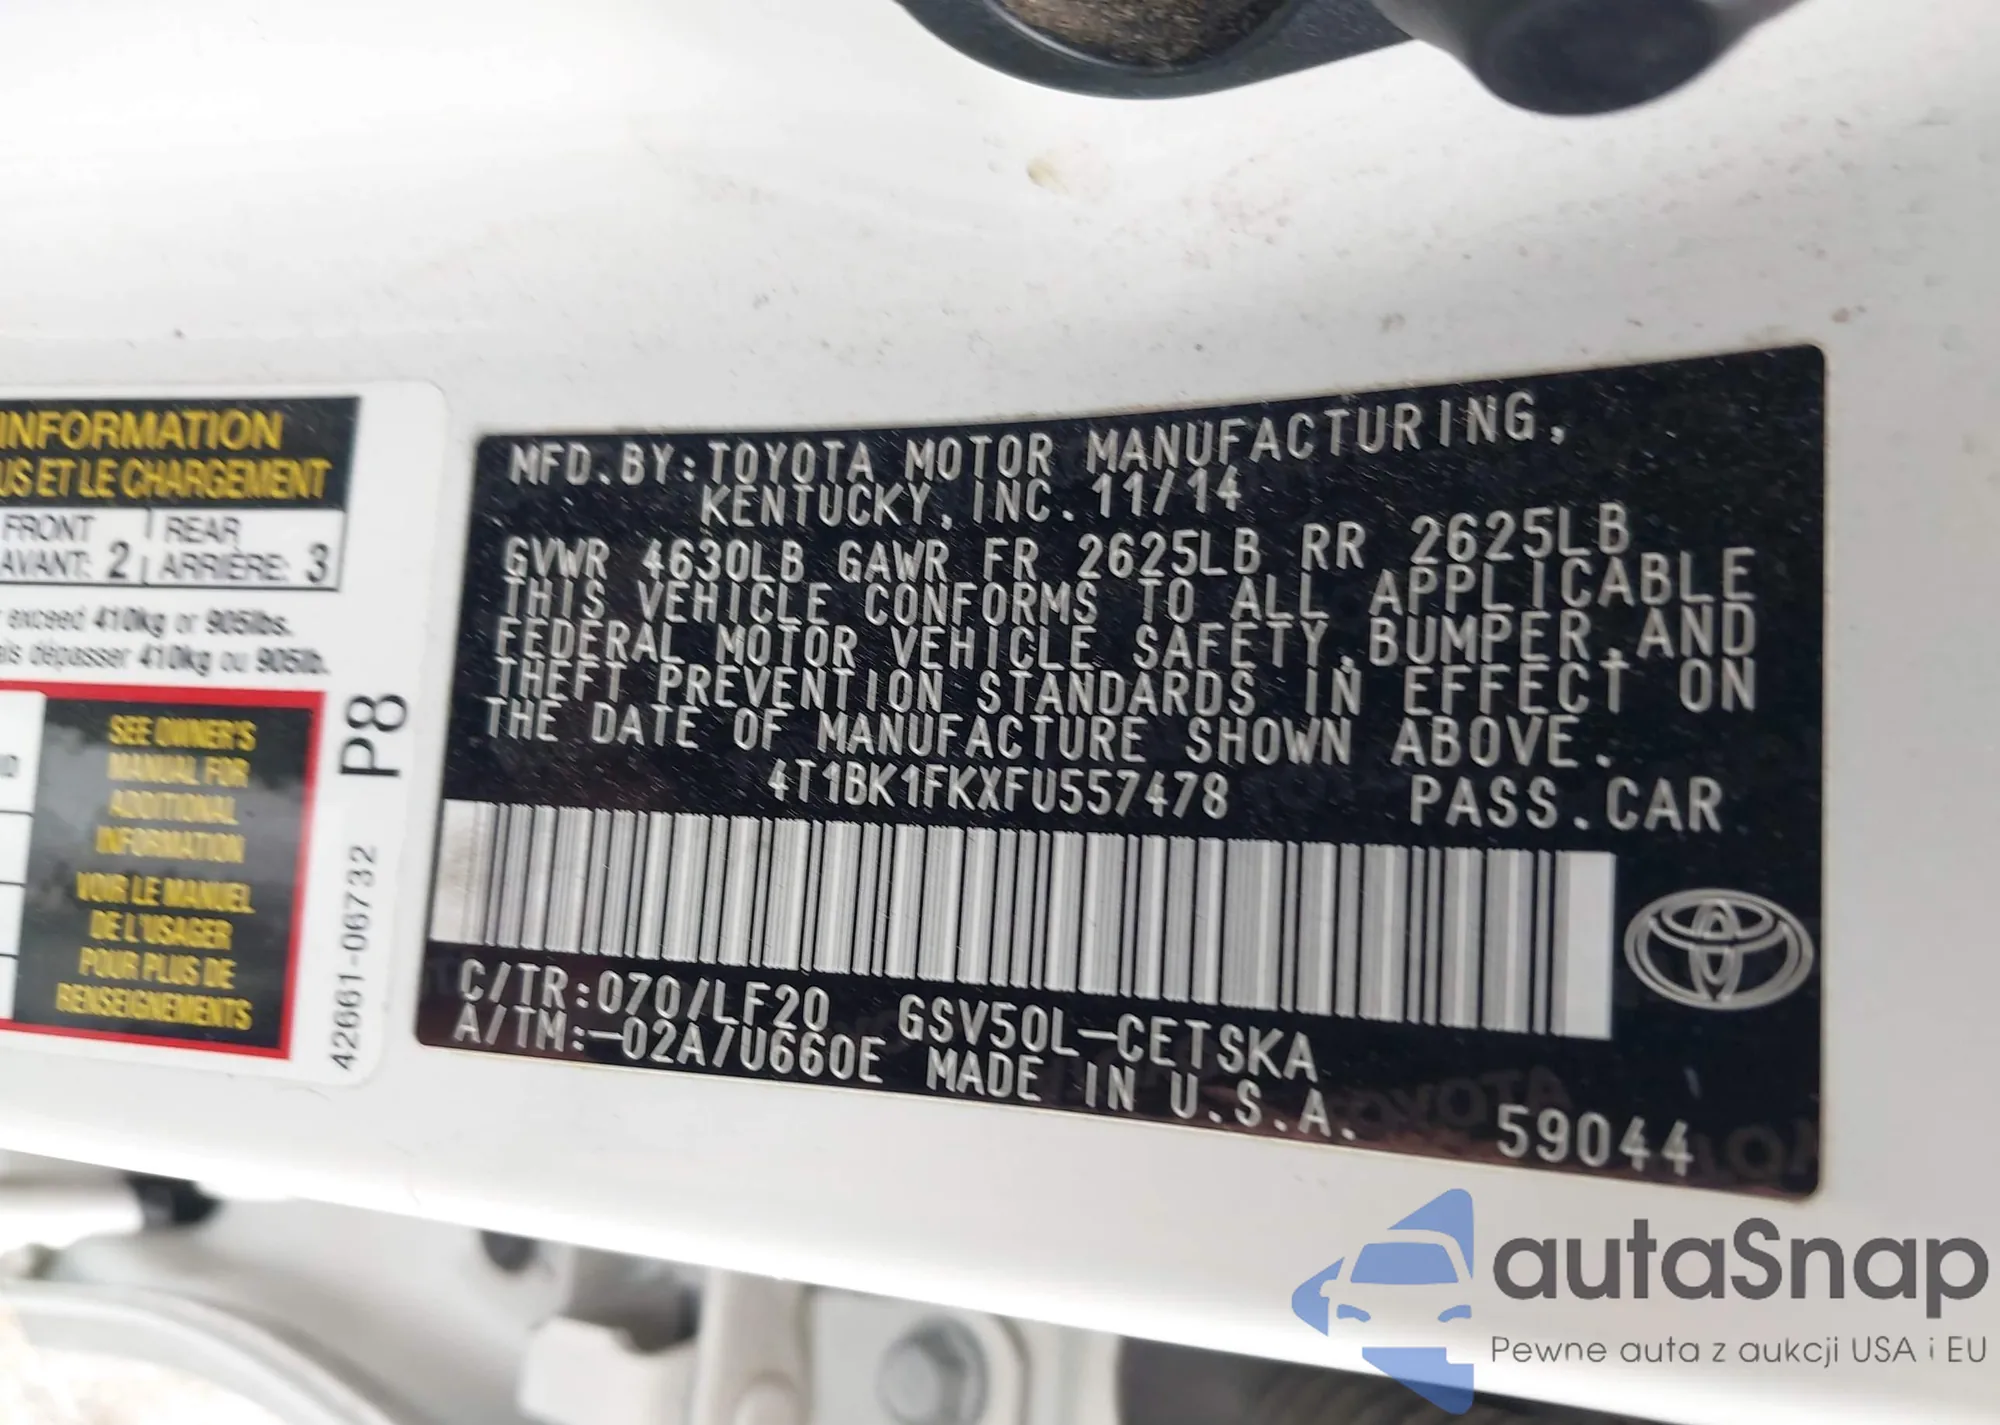 INFORMATION
US ET LE CHARGEMENT
FRONT
AVANT: 2
REAR
ARRIÈRE: 3
exceed 410kg or 905lbs.
dépasser 410kg ou 905lb.
SEE OWNER'S
MANUAL FOR
ADDITIONAL
INFORMATION
VOIR LE MANUEL
DE L'USAGER
POUR PLUS DE
RENSEIGNEMENTS
P8
42661-06732
MFD.BY:TOYOTA MOTOR MANUFACTURING,
KENTUCKY, INC. 11/14
GVWR 4630LB GAWR FR 2625LB RR 2625LB
THIS VEHICLE CONFORMS TO ALL APPLICABLE
FEDERAL MOTOR VEHICLE SAFETY,BUMPER,AND
THEFT PREVENTION STANDARDS IN EFFECT ON
THE DATE OF MANUFACTURE SHOWN ABOVE.
4T1BK1FKXFU557478 PASS.CAR
C/TR:070/LF20 GSV50L-CETSKA
A/TM:-02A/U660E MADE IN U.S.A.
59044
autaSnap
Pewne auta z aukcji USA i EU